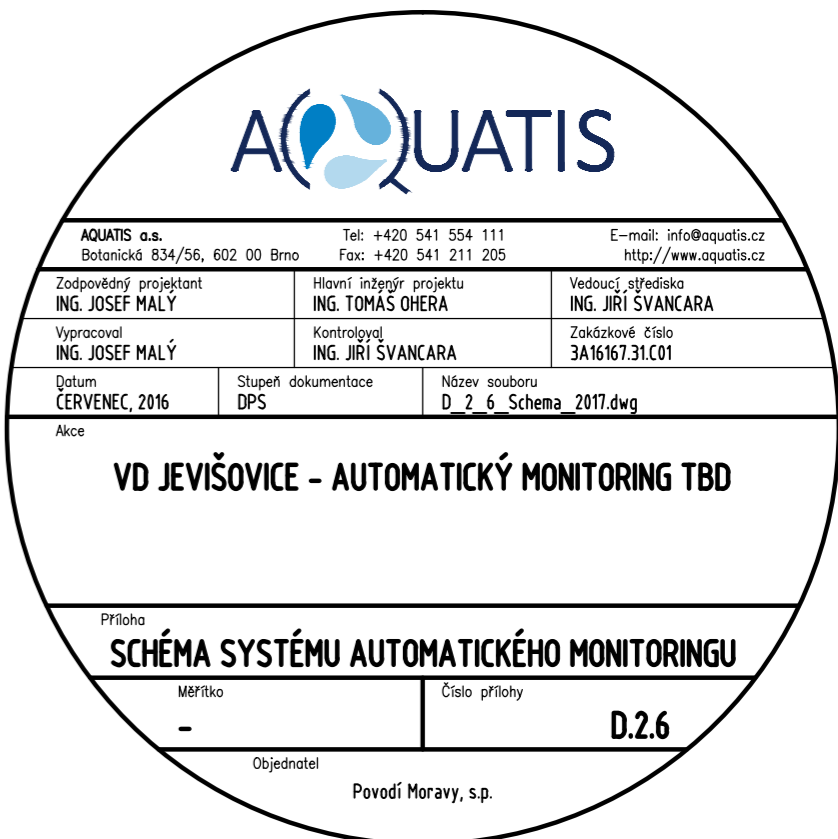 AQUATIS
AQUATIS a.s. Tel: +420 541 554 111 E-mail: info@aquatis.cz
Botanická 834/56, 602 00 Brno Fax: +420 541 211 205 http://www.aquatis.cz
Zodpovědný projektant Hlavní inženýr projektu Vedoucí střediska
ING. JOSEF MALÝ ING. TOMÁŠ OHERA ING. JIŘÍ ŠVANCARA
Vypracoval Kontroloval Zakázkové číslo
ING. JOSEF MALÝ ING. JIŘÍ ŠVANCARA 3A16167.31.C01
Datum Stupeň dokumentace Název souboru
ČERVENEC, 2016 DPS D_2_6_Schema_2017.dwg
Akce
VD JEVIŠOVICE - AUTOMATICKÝ MONITORING TBD
Příloha
SCHÉMA SYSTÉMU AUTOMATICKÉHO MONITORINGU
Měřítko Číslo přílohy
- D.2.6
Objednatel
Povodí Moravy, s.p.